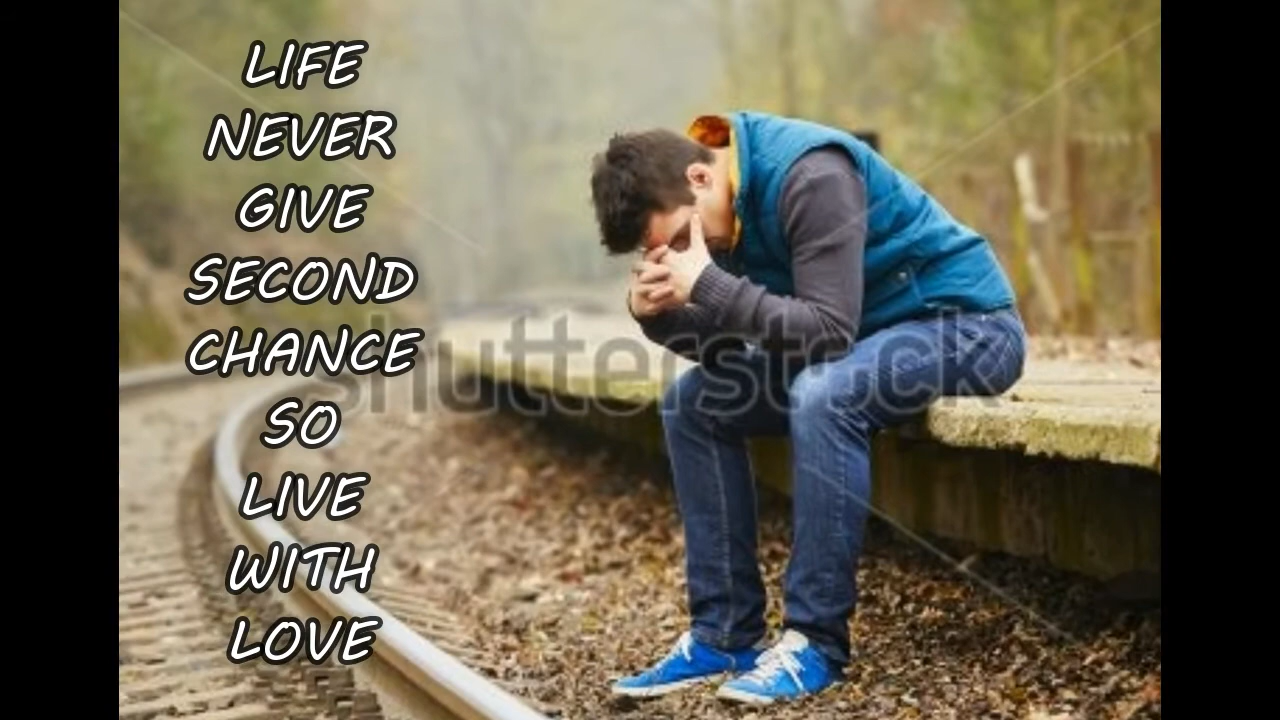 LIFE
NEVER
GIVE
SECOND
CHANCE
SO
LIVE
WITH
LOVE
shutterstock